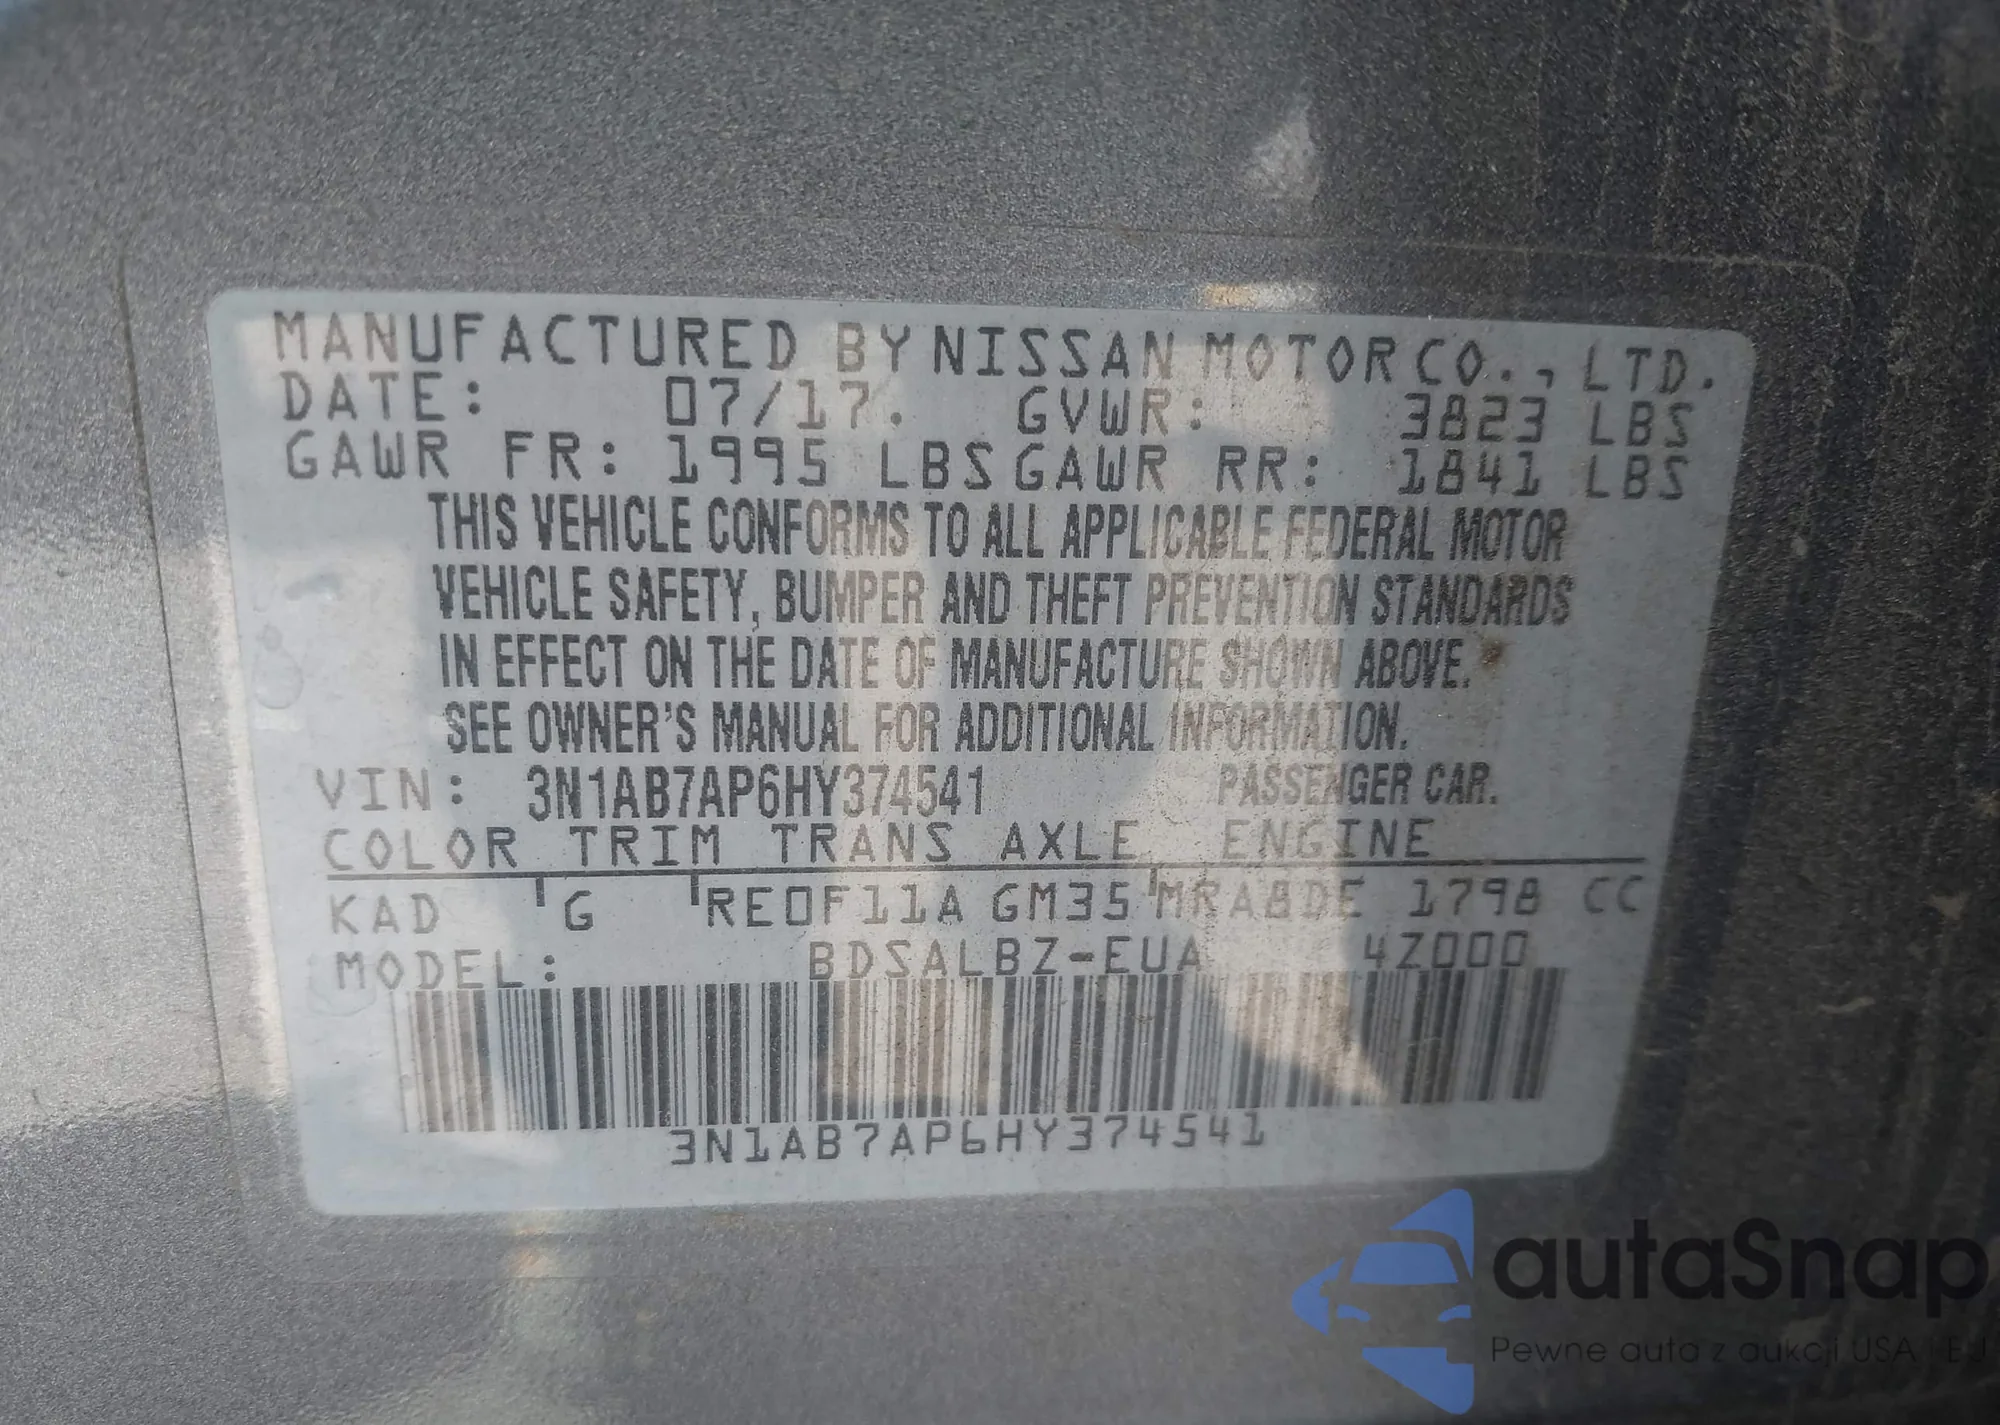 MANUFACTURED BY NISSAN MOTOR CO., LTD.
DATE: 07/17. GVWR: 3823 LBS
GAWR FR: 1995 LBS GAWR RR: 1841 LBS
THIS VEHICLE CONFORMS TO ALL APPLICABLE FEDERAL MOTOR
VEHICLE SAFETY, BUMPER AND THEFT PREVENTION STANDARDS
IN EFFECT ON THE DATE OF MANUFACTURE SHOWN ABOVE.
SEE OWNER'S MANUAL FOR ADDITIONAL INFORMATION.
VIN: 3N1AB7AP6HY374541 PASSENGER CAR.
COLOR TRIM TRANS AXLE ENGINE
KAD G RE0F11A GM35 MRA8DE 1798 CC
MODEL: BDSALBZ-EUA 4Z000
3N1AB7AP6HY374541
autaSnap
Pewne auta z aukcji USA i EU